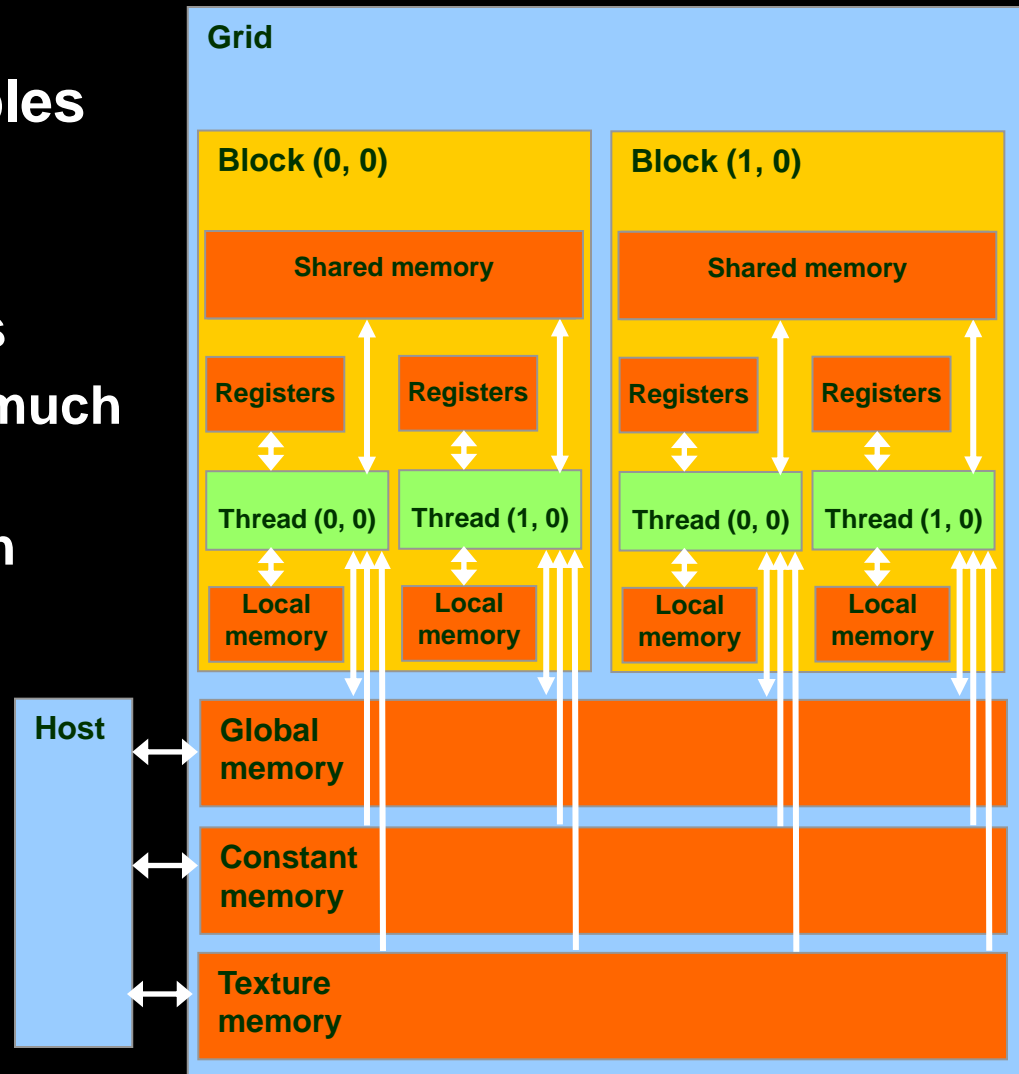 Grid
Block (0, 0)
Block (1, 0)
Shared memory
Shared memory
Registers
Registers
Registers
Registers
much
Thread (0, 0)
Thread (1, 0)
Thread (0, 0)
Thread (1, 0)
Local
memory
Local
memory
Local
memory
Local
memory
Host
Global
memory
Constant
memory
Texture
memory